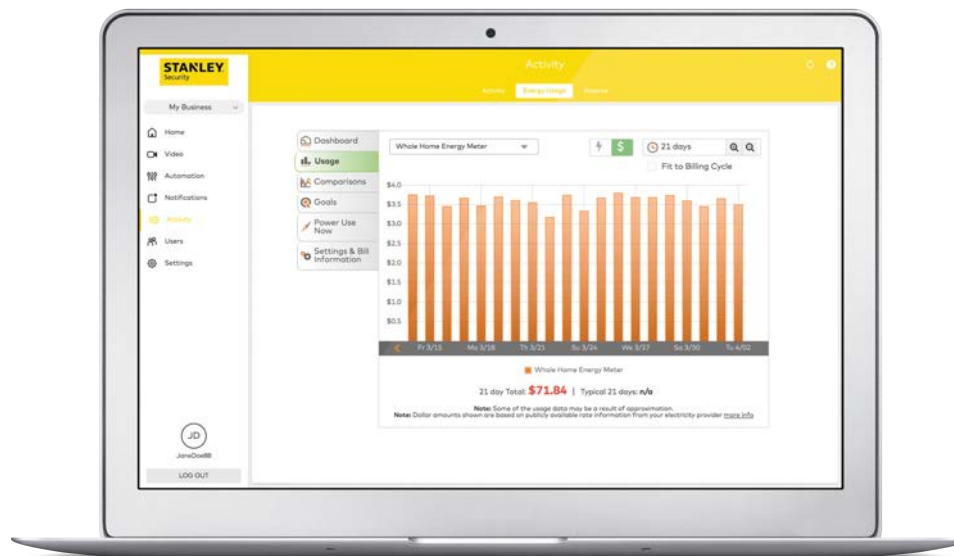 STANLEY.
Security
My Business
Home
Video
Automation
Notifications
Activity
Users
Settings
JD
JaneDoe88
LOG OUT
Activity
Activity
Energy Usage
Dashboard
Usage
Comparisons
Goals
Power Use
Now
Settings & Bill
Information
Whole Home Energy Meter
$
21 days
Fit to Billing Cycle
$4.0
$3.5
$3.0
$2.5
$2.0
$1.5
$1.0
$0.5
Fr 3/15 Mo 3/18 Th 3/21 Su 3/24 We 3/27 Sa 3/30 Tu 4/02
Whole Home Energy Meter
21 day Total: $71.84 | Typical 21 days: n/a
Note: Some of the usage data may be a result of approximation.
Note: Dollar amounts shown are based on publicly available rate information from your electricity provider more info